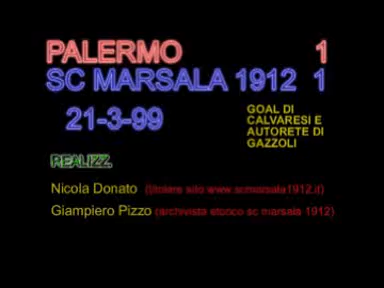 PALERMO 1
SC MARSALA 1912 1
21-3-99
GOAL DI
CALVARESI E
AUTORETE DI
GAZZOLI
REALIZZ.
Nicola Donato (titolare sito www.scmarsala1912.it)
Giampiero Pizzo (archivista storico sc marsala 1912)